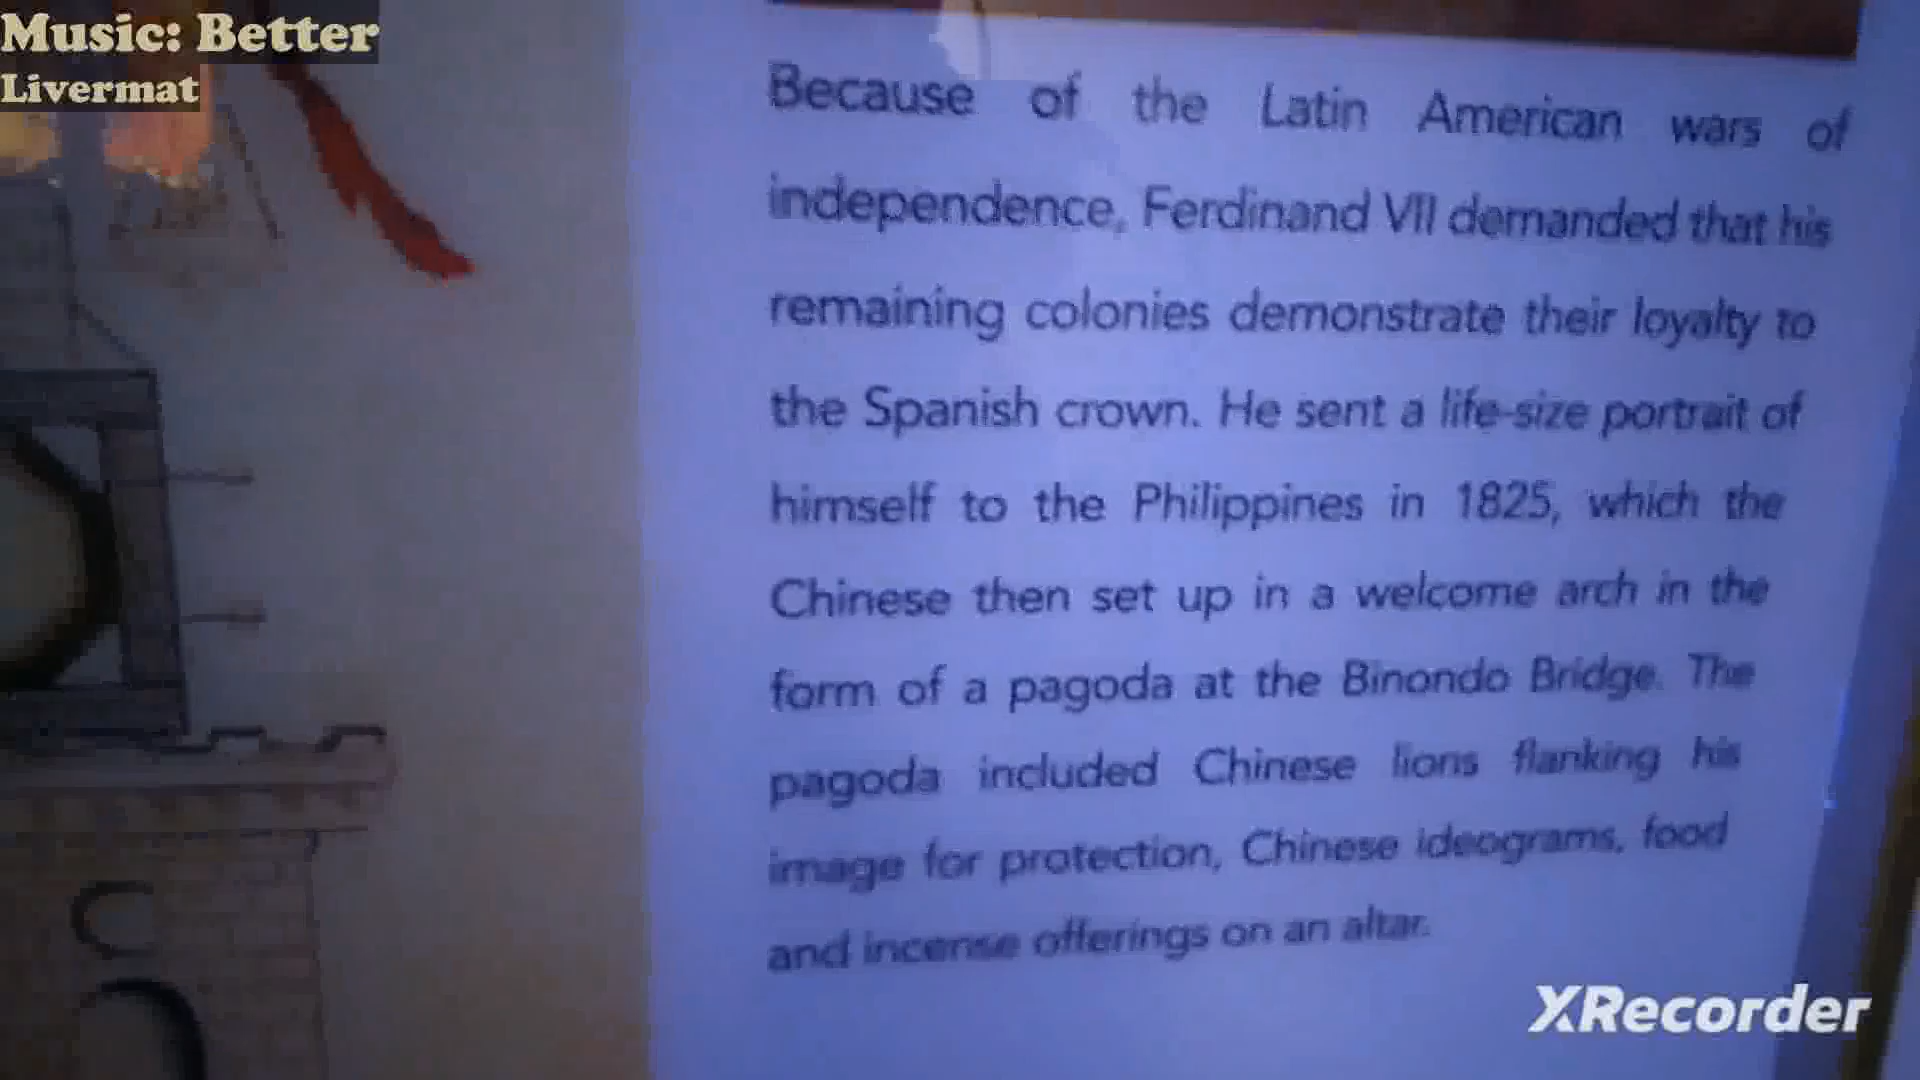 Music: Better
Livermat
Because of the Latin American wars of
independence, Ferdinand VII demanded that his
remaining colonies demonstrate their loyalty to
the Spanish crown. He sent a life-size portrait of
himself to the Philippines in 1825, which the
Chinese then set up in a welcome arch in the
form of a pagoda at the Binondo Bridge. The
pagoda included Chinese lions flanking his
image for protection, Chinese ideograms, food
and incense offerings on an altar.
XRecorder